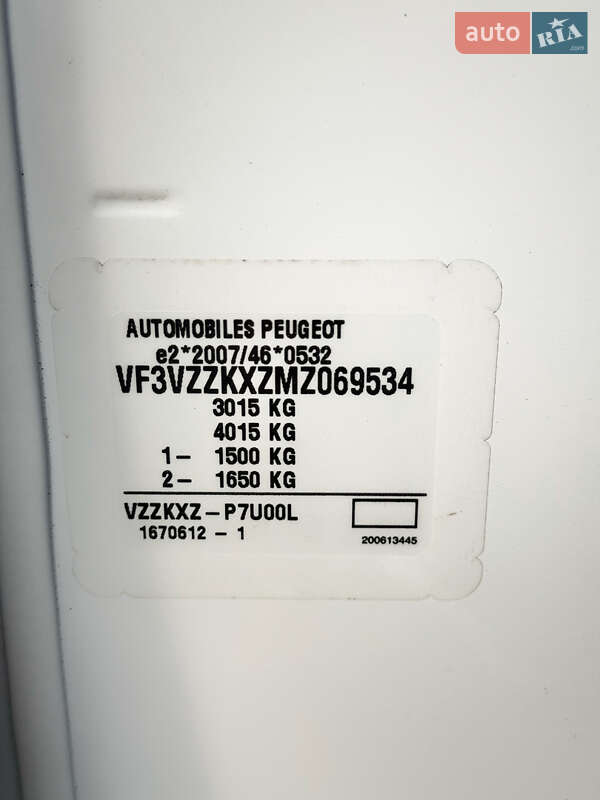 auto RIA .com
AUTOMOBILES PEUGEOT
e2*2007/46*0532
VF3VZZKXZMZ069534
3015 KG
4015 KG
1- 1500 KG
2- 1650 KG
VZZKXZ-P7U00L
1670612-1
200613445